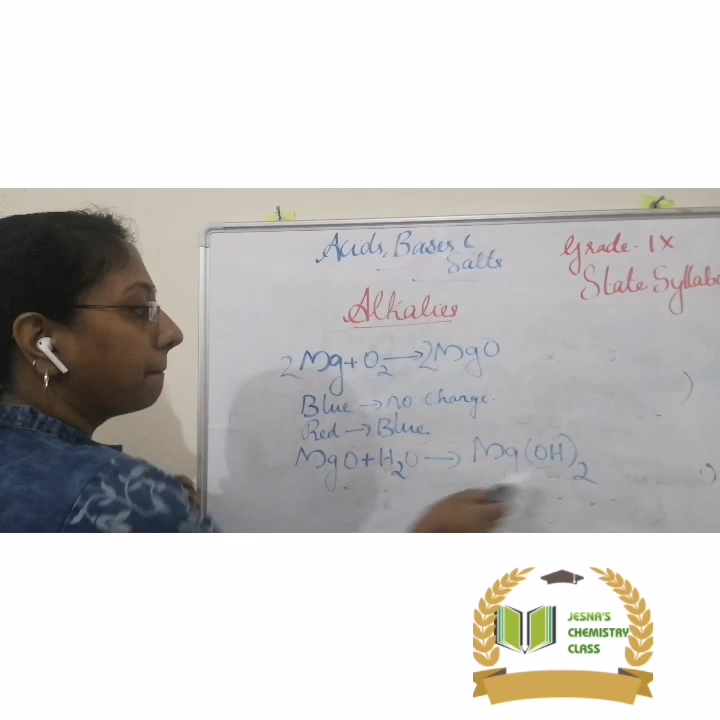 Acids, Bases &
Salts
Grade - IX
State Syllabu
Alkalies
2Mg + O₂ → 2MgO
Blue → no change.
Red → Blue
MgO + H₂O → Mg(OH)₂
JESNA'S
CHEMISTRY
CLASS